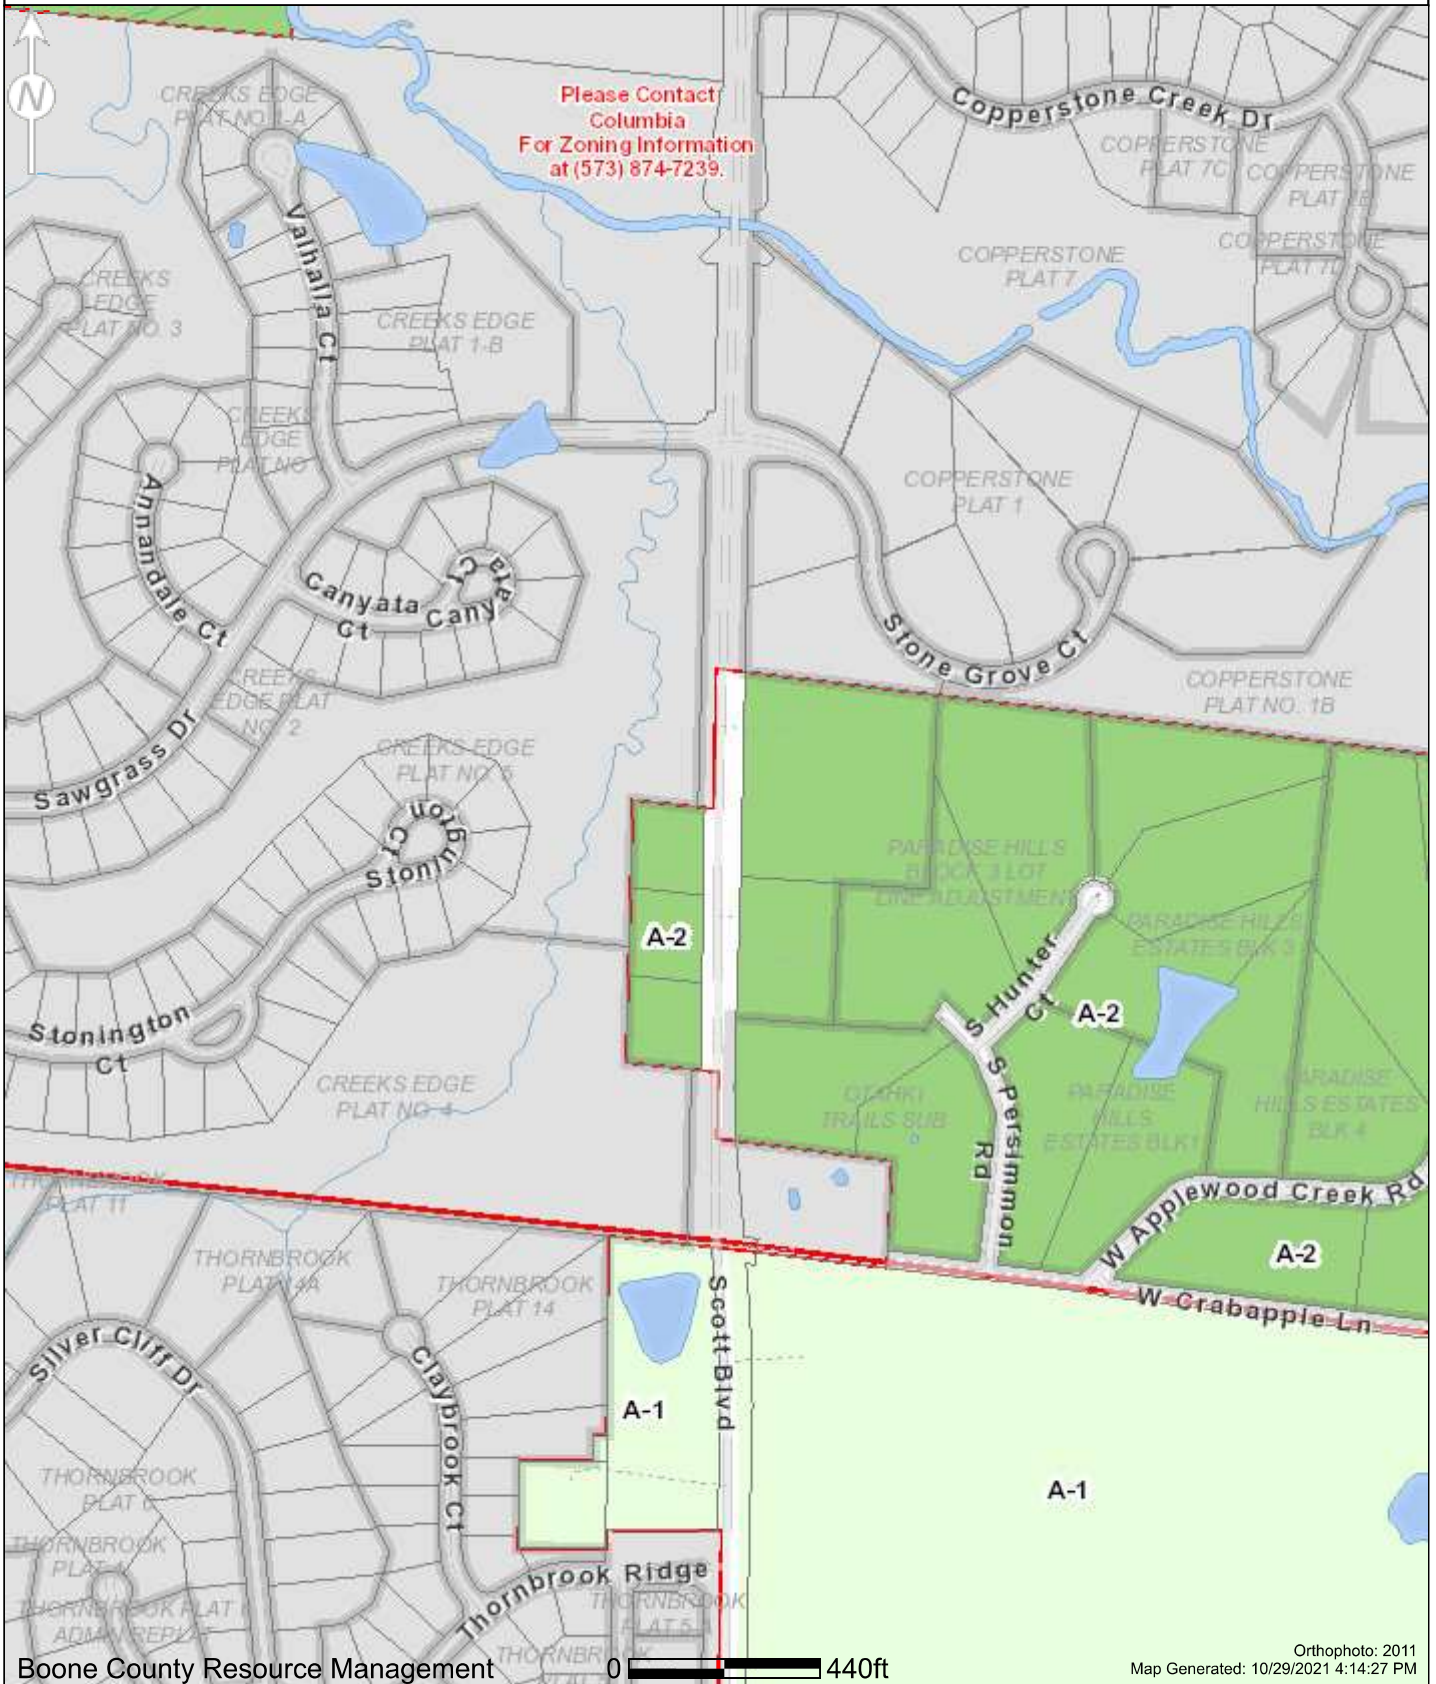 N
CREEKS EDGE
PLAT NO. 1-A
Please Contact
Columbia
For Zoning Information
at (573) 874-7239.
Copperstone Creek Dr
COPPERSTONE
PLAT 7C
COPPERSTONE
COPPERSTONE
PLAT 7
COPPERSTONE
Valhalla Ct
CREEKS
EDGE
PLAT NO. 3
CREEKS EDGE
PLAT 1-B
CREEKS
EDGE
PLAT NO
Annandale Ct
COPPERSTONE
PLAT 1
Canyata
Ct
Canyata
Ct
Stone Grove Ct
CREEKS
EDGE PLAT
NO. 2
COPPERSTONE
PLAT NO. 1B
Sawgrass Dr
CREEKS EDGE
PLAT NO. 5
Stonington
Ct
PARADISE HILLS
BLOCK 3 LOT
LINE ADJUSTMENT
A-2
PARADISE HILLS
ESTATES BLK 3
S Hunter
Ct
A-2
Stonington
Ct
CREEKS EDGE
PLAT NO. 4
OTAHKI
TRAILS SUB
S Persimmon
Rd
PARADISE
HILLS
ESTATES BLK1
PARADISE
HILLS ESTATES
BLK 4
THORNBROOK
PLAT 11
W Applewood Creek Rd
THORNBROOK
PLAT 14A
THORNBROOK
PLAT 14
A-2
Scott Blvd
W Crabapple Ln
Silver Cliff Dr
Claybrook Ct
A-1
A-1
THORNBROOK
PLAT 6
THORNBROOK
Thornbrook Ridge
THORNBROOK PLAT
ADMIN REPLAT
THORNBROOK
PLAT 5-A
THORNBROOK
Boone County Resource Management
0
440ft
Orthophoto: 2011
Map Generated: 10/29/2021 4:14:27 PM